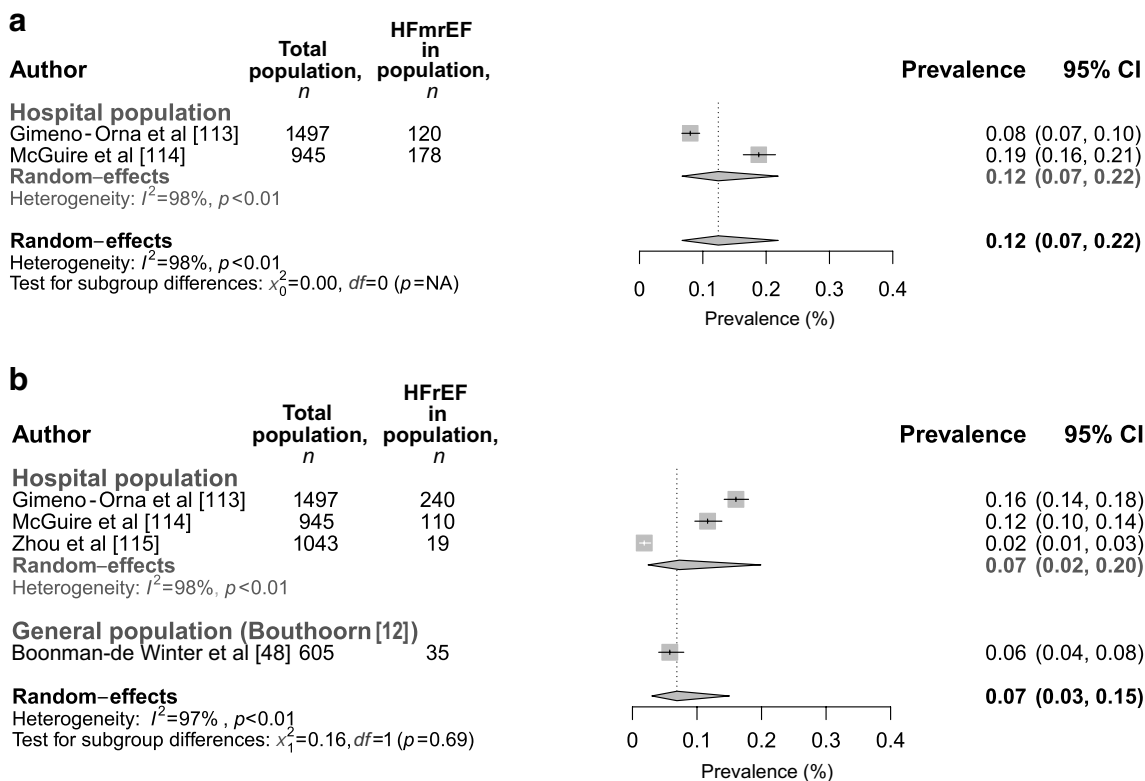 a
Author Total population, n HFmrEF in population, n Prevalence 95% CI
Hospital population
Gimeno-Orna et al [113] 1497 120 0.08 (0.07, 0.10)
McGuire et al [114] 945 178 0.19 (0.16, 0.21)
Random–effects 0.12 (0.07, 0.22)
Heterogeneity: I²=98%, p<0.01
Random–effects 0.12 (0.07, 0.22)
Heterogeneity: I²=98%, p<0.01
Test for subgroup differences: x²₀=0.00, df=0 (p=NA)
0 0.1 0.2 0.3 0.4
Prevalence (%)
b
Author Total population, n HFrEF in population, n Prevalence 95% CI
Hospital population
Gimeno-Orna et al [113] 1497 240 0.16 (0.14, 0.18)
McGuire et al [114] 945 110 0.12 (0.10, 0.14)
Zhou et al [115] 1043 19 0.02 (0.01, 0.03)
Random–effects 0.07 (0.02, 0.20)
Heterogeneity: I²=98%, p<0.01
General population (Bouthoorn [12])
Boonman-de Winter et al [48] 605 35 0.06 (0.04, 0.08)
Random–effects 0.07 (0.03, 0.15)
Heterogeneity: I²=97% , p<0.01
Test for subgroup differences: x²₁=0.16, df=1 (p=0.69)
0 0.1 0.2 0.3 0.4
Prevalence (%)